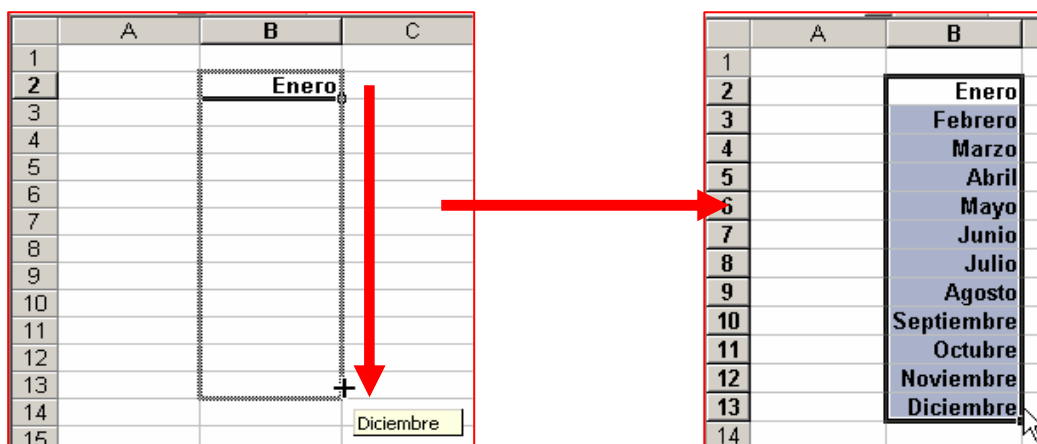 A B C
1
2 Enero
3
4
5
6
7
8
9
10
11
12
13
14 Diciembre
15
A B
1
2 Enero
3 Febrero
4 Marzo
5 Abril
6 Mayo
7 Junio
8 Julio
9 Agosto
10 Septiembre
11 Octubre
12 Noviembre
13 Diciembre
14